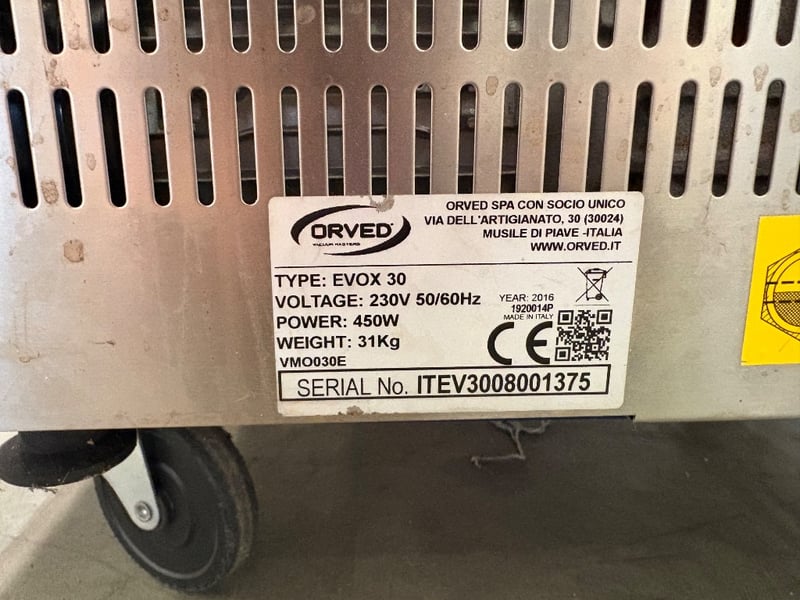 ORVED
VACUUM MASTERS
ORVED SPA CON SOCIO UNICO
VIA DELL'ARTIGIANATO, 30 (30024)
MUSILE DI PIAVE -ITALIA
WWW.ORVED.IT
TYPE: EVOX 30
VOLTAGE: 230V 50/60Hz
POWER: 450W
WEIGHT: 31Kg
VMO030E
YEAR: 2016
1920014P
MADE IN ITALY
CE
SERIAL No. ITEV3008001375